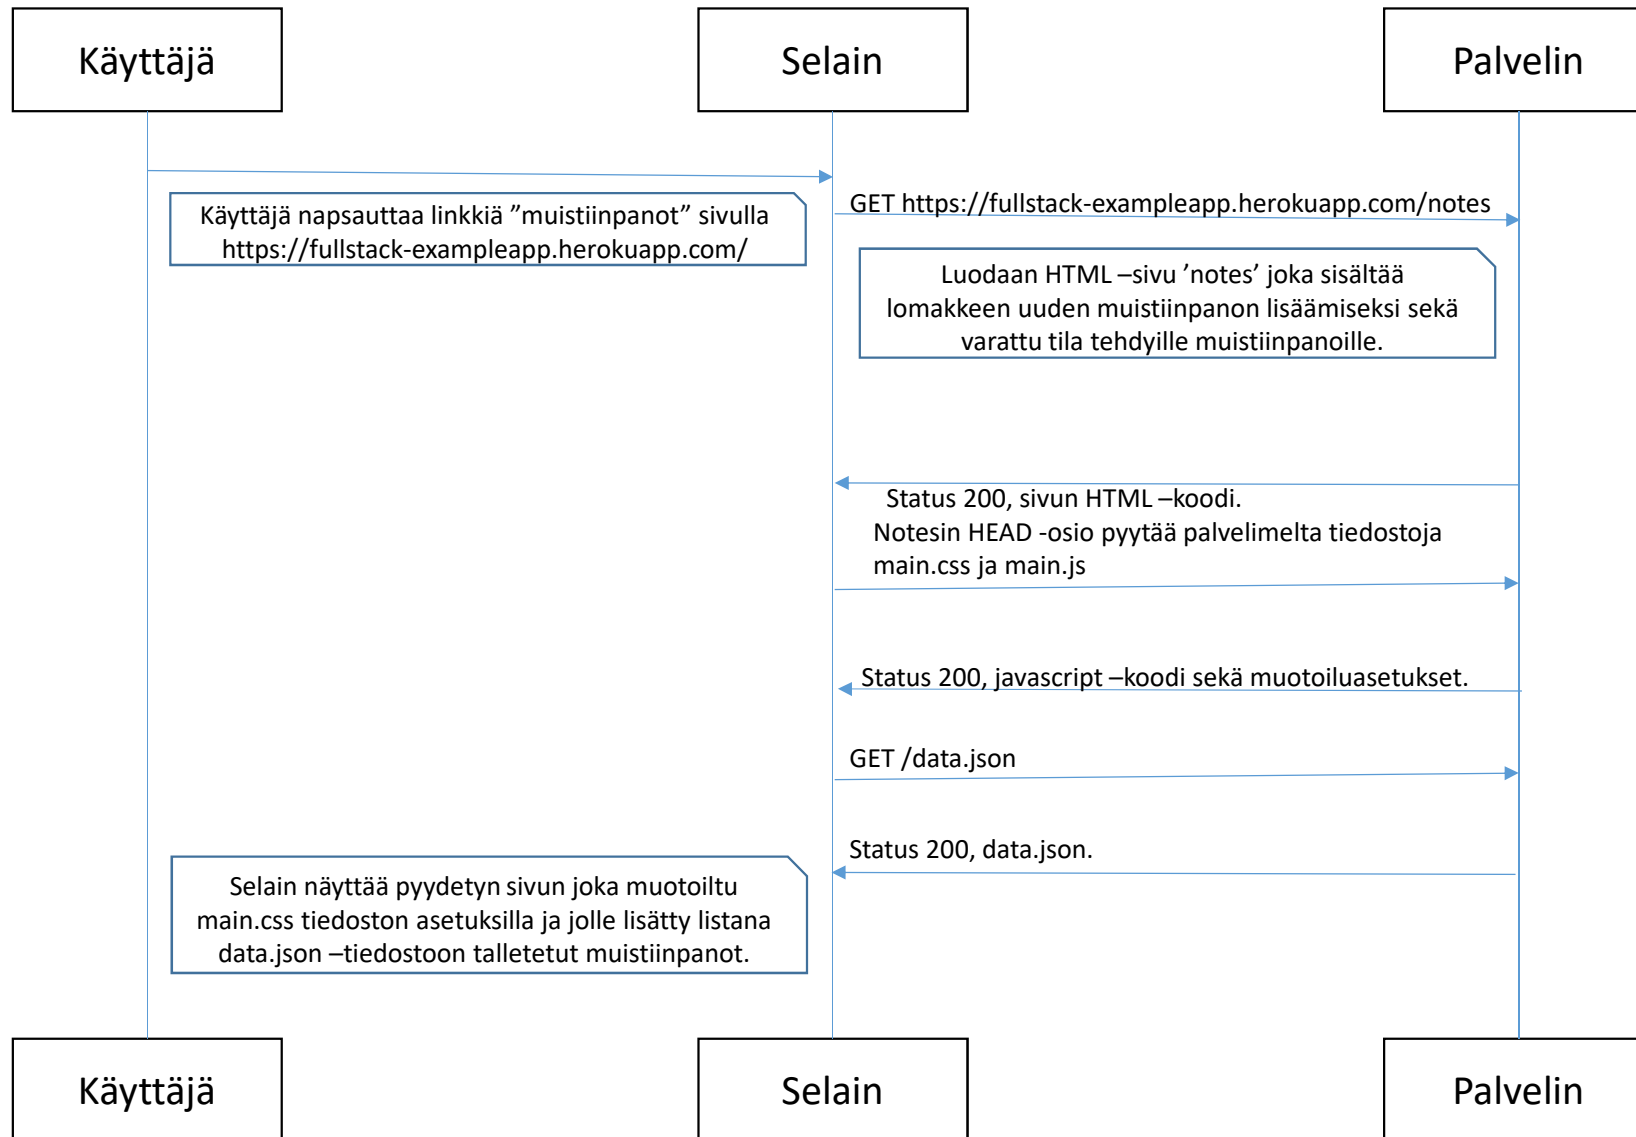 Käyttäjä
Selain
Palvelin
Käyttäjä napsauttaa linkkiä ”muistiinpanot” sivulla
https://fullstack-exampleapp.herokuapp.com/
GET https://fullstack-exampleapp.herokuapp.com/notes
Luodaan HTML –sivu ’notes’ joka sisältää
lomakkeen uuden muistiinpanon lisäämiseksi sekä
varattu tila tehdyille muistiinpanoille.
Status 200, sivun HTML –koodi.
Notesin HEAD -osio pyytää palvelimelta tiedostoja
main.css ja main.js
Status 200, javascript –koodi sekä muotoiluasetukset.
GET /data.json
Status 200, data.json.
Selain näyttää pyydetyn sivun joka muotoiltu
main.css tiedoston asetuksilla ja jolle lisätty listana
data.json –tiedostoon talletetut muistiinpanot.
Käyttäjä
Selain
Palvelin